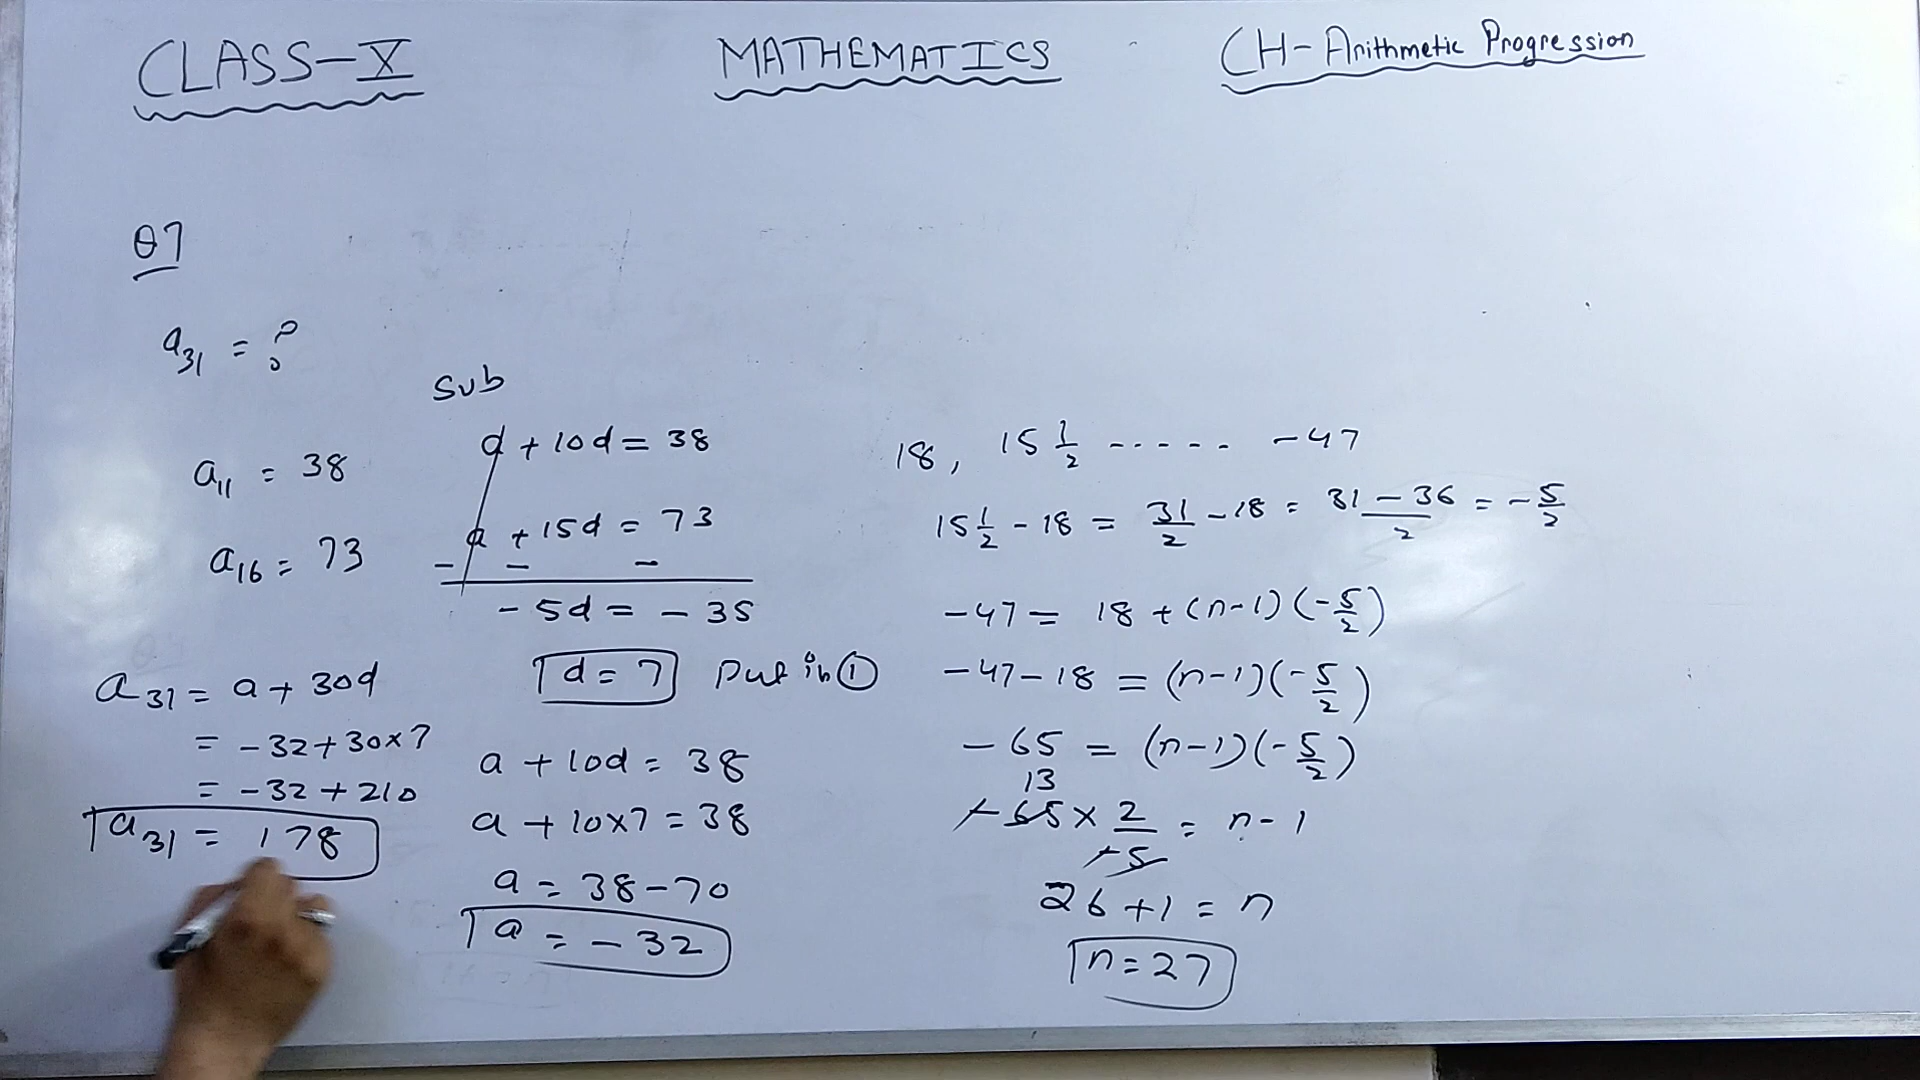 CLASS-X
MATHEMATICS
CH- Arithmetic Progression
Q7
a₃₁ = ?
a₁₁ = 38
a₁₆ = 73
a₃₁ = a + 30d
= -32 + 30×7
= -32 + 210
a₃₁ = 178
Sub
a + 10d = 38
a + 15d = 73
- - -
-5d = -35
d = 7 Put in ①
a + 10d = 38
a + 10×7 = 38
a = 38 - 70
a = -32
18, 15 1/2 ----- -47
15 1/2 - 18 = 31/2 - 18 = (31 - 36)/2 = -5/2
-47 = 18 + (n-1)(-5/2)
-47 - 18 = (n-1)(-5/2)
-65 = (n-1)(-5/2)
13
-65 × 2/-5 = n - 1
26 + 1 = n
n = 27